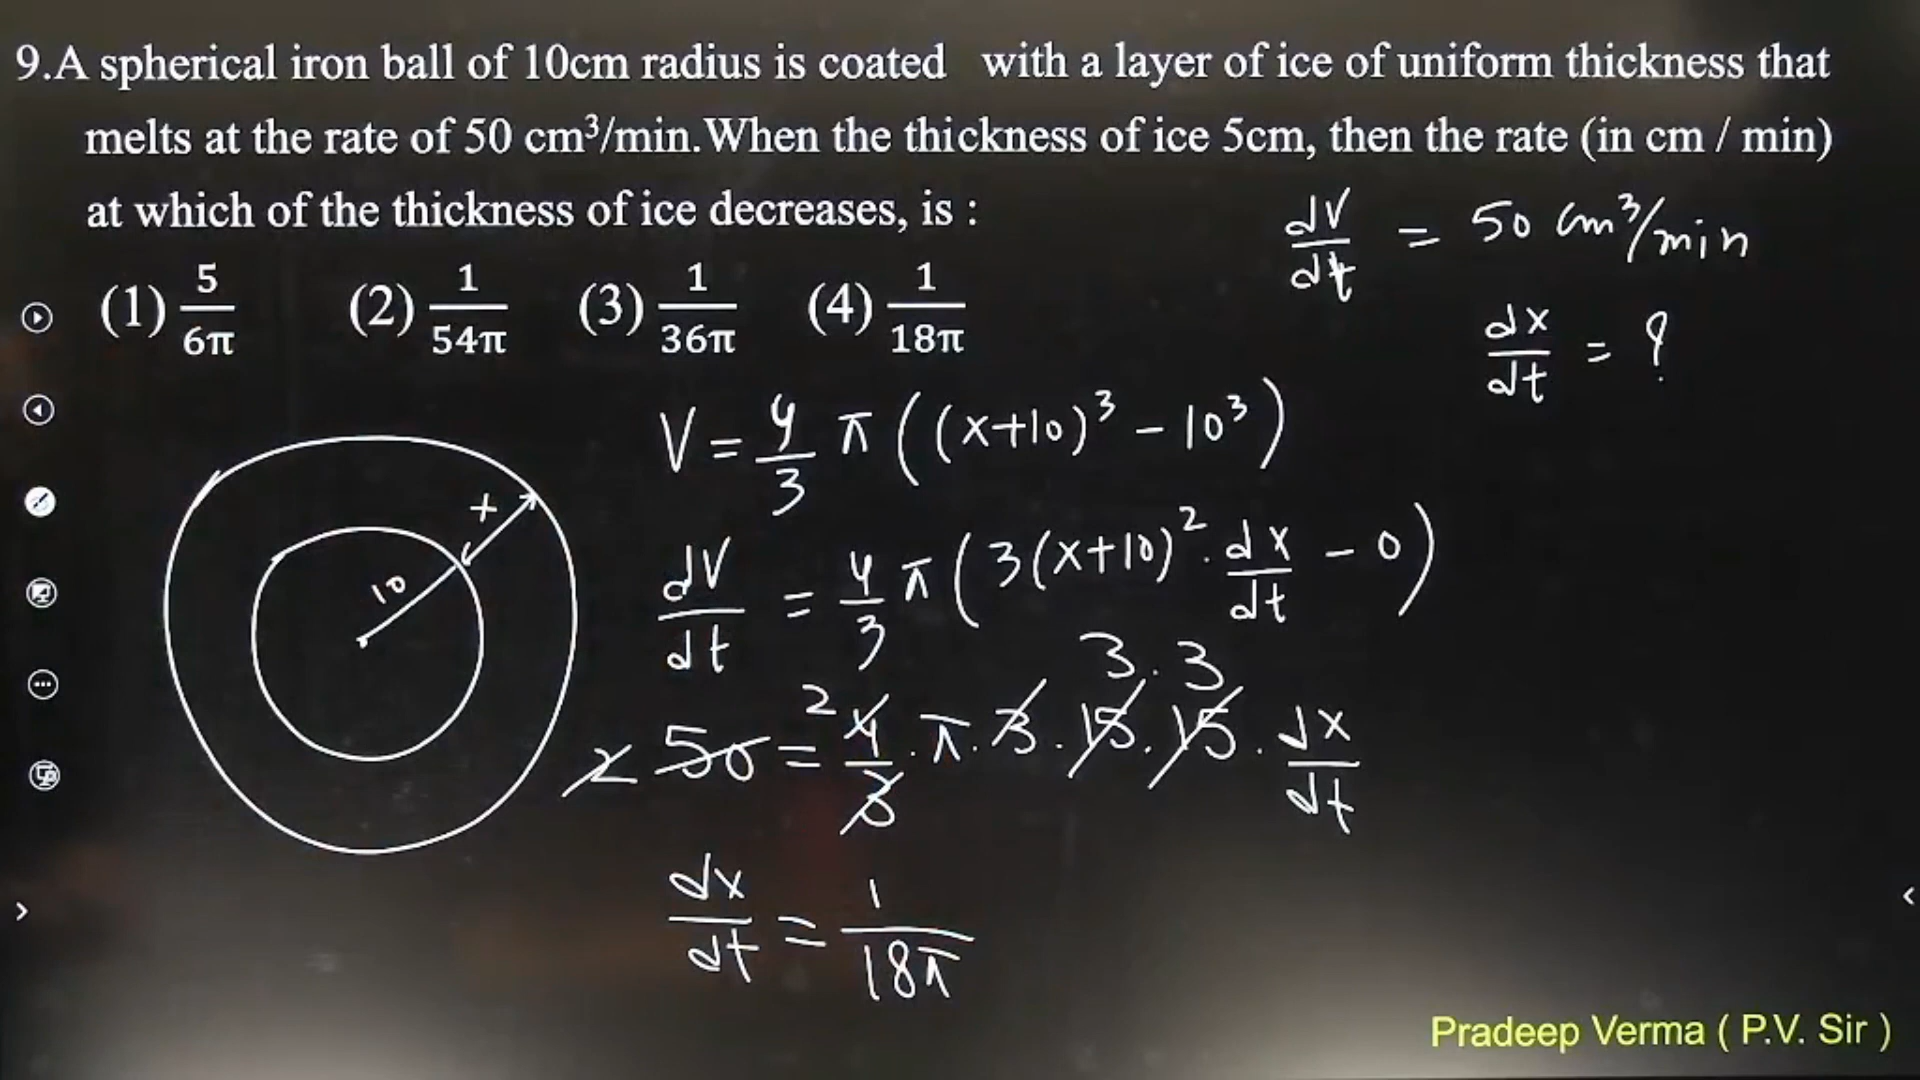 9.A spherical iron ball of 10cm radius is coated with a layer of ice of uniform thickness that
melts at the rate of 50 cm³/min.When the thickness of ice 5cm, then the rate (in cm / min)
at which of the thickness of ice decreases, is :
(1) 5/6π (2) 1/54π (3) 1/36π (4) 1/18π
dV/dt = 50 cm³/min
dx/dt = ?
V = 4/3 π ((x+10)³ - 10³)
x
10
dV/dt = 4/3 π (3(x+10)² . dx/dt - 0)
3 . 3
2 50 = 2 4/3 . π . 3 . 15 . 15 . dx/dt
dx/dt = 1/18π
Pradeep Verma ( P.V. Sir )